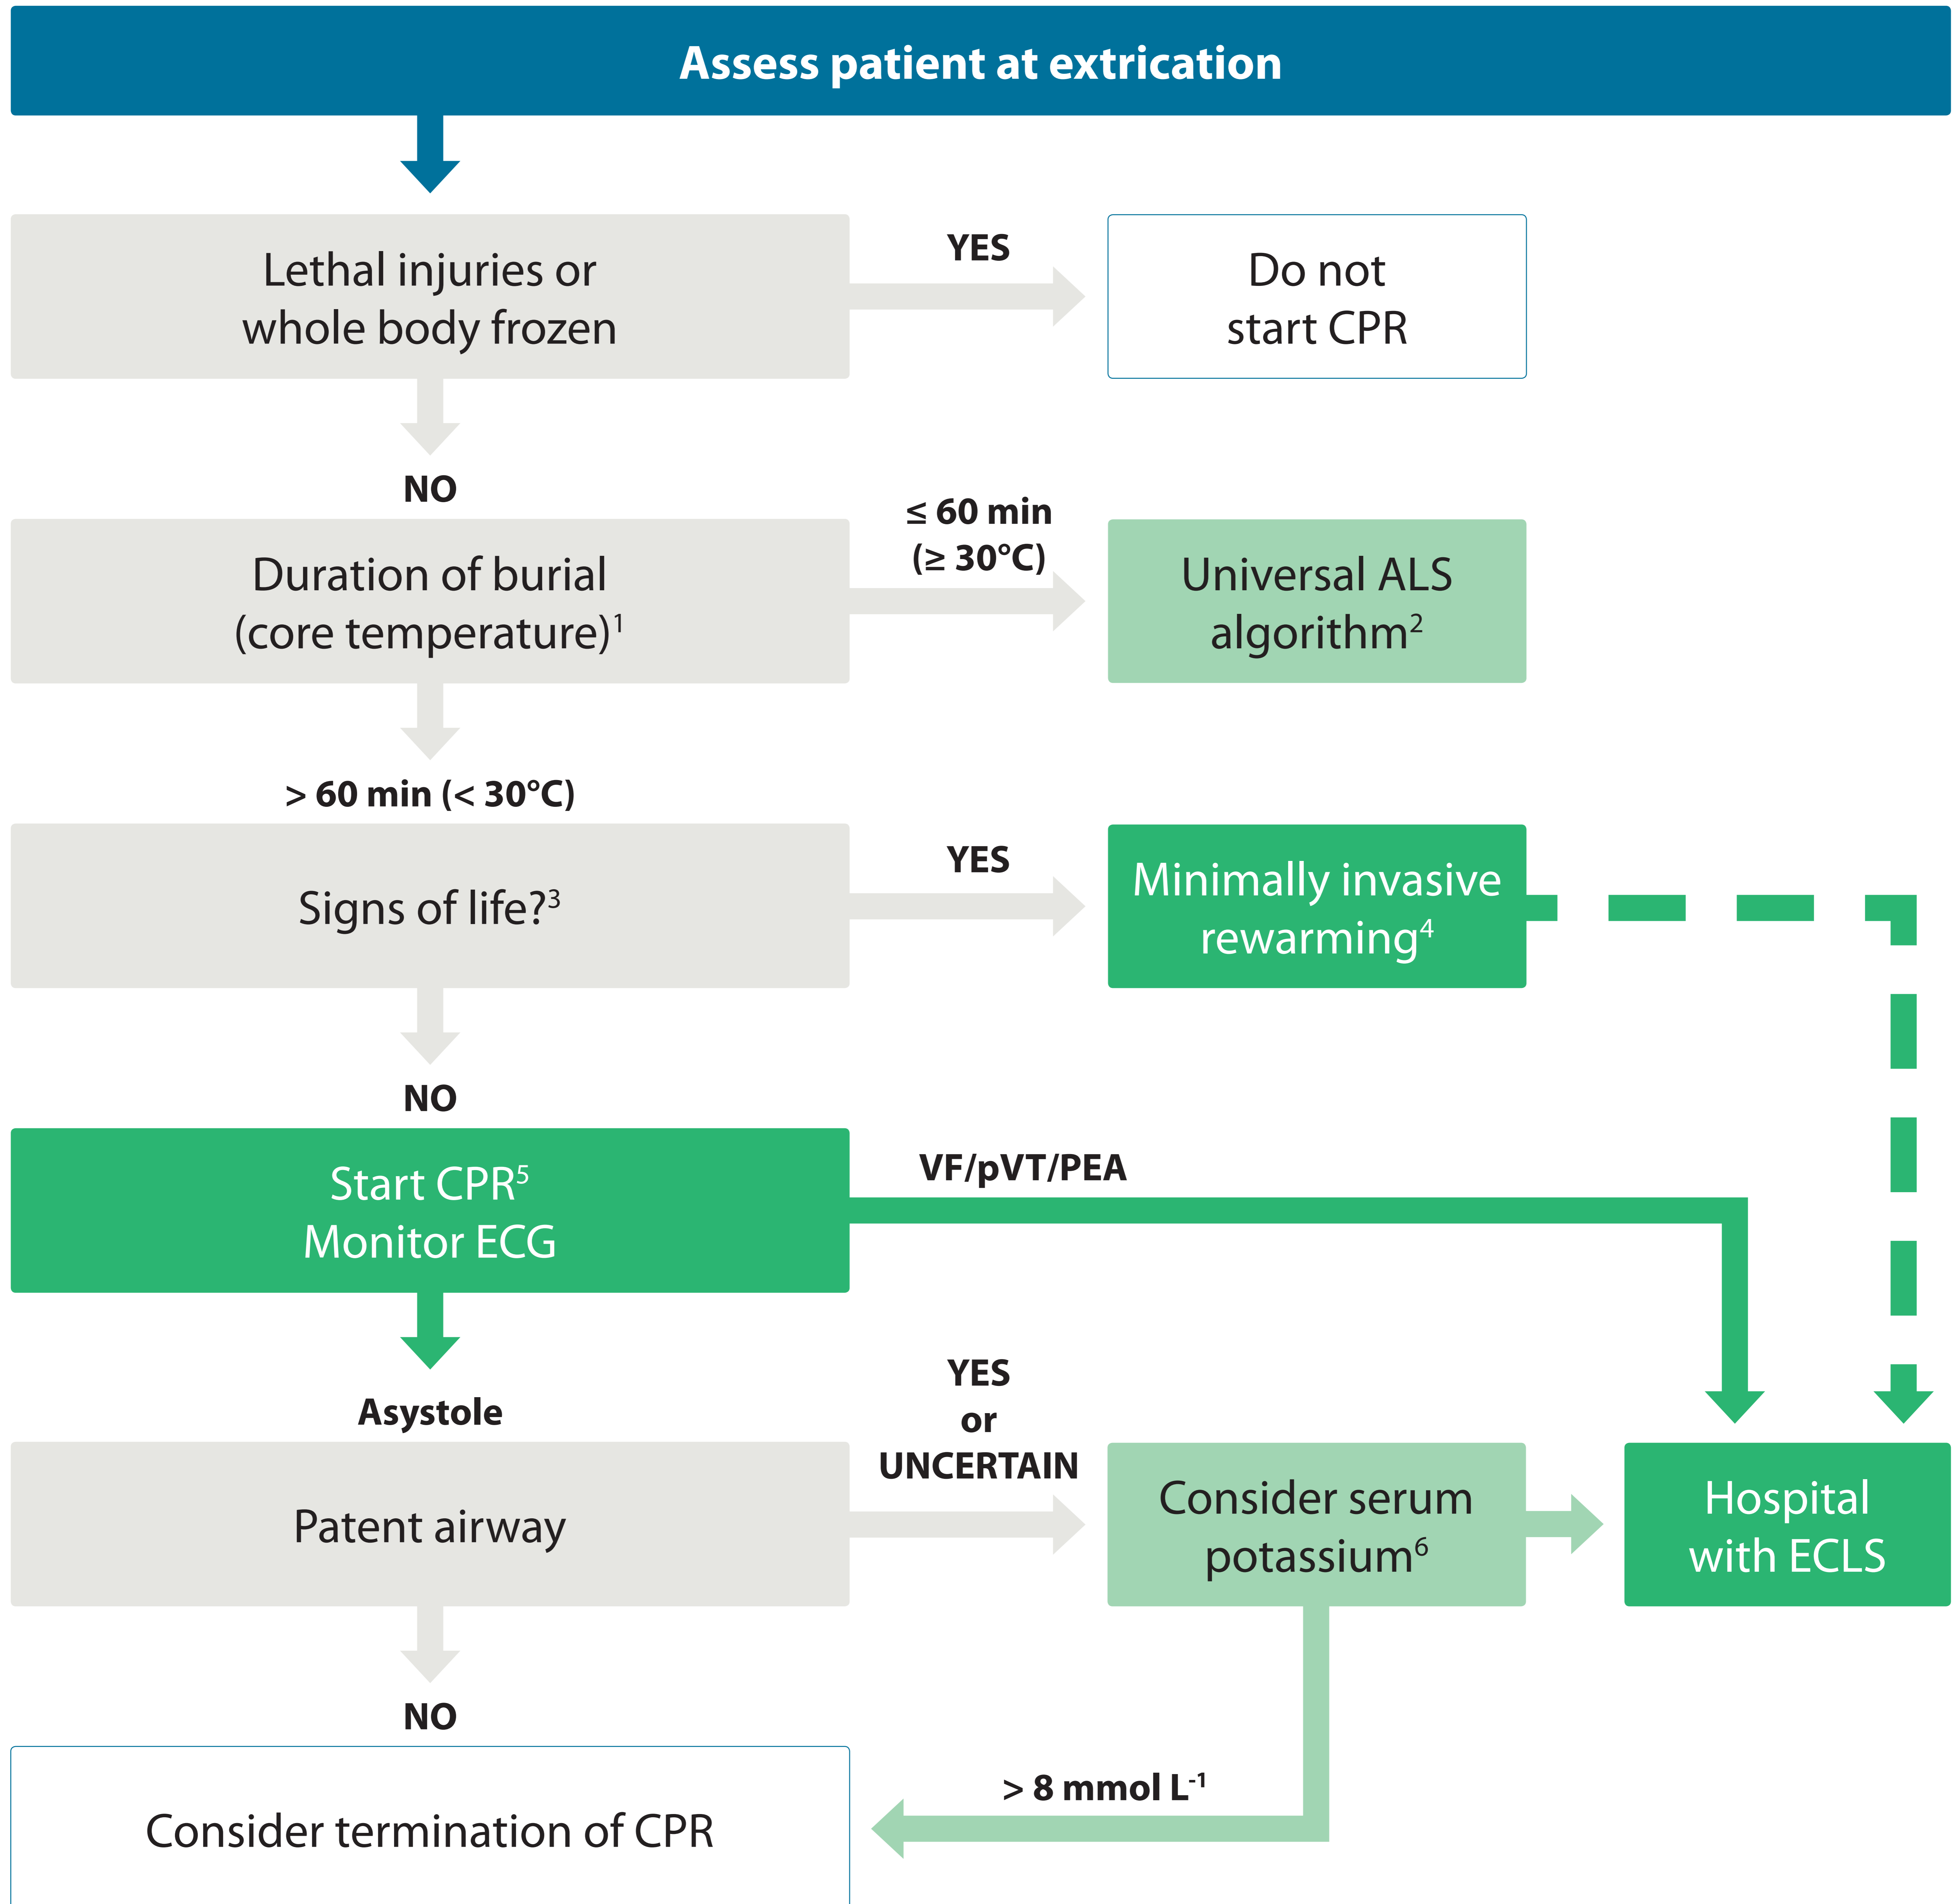 Assess patient at extrication
Lethal injuries or
whole body frozen
YES
Do not
start CPR
NO
Duration of burial
(core temperature)¹
≤ 60 min
(≥ 30°C)
Universal ALS
algorithm²
> 60 min (< 30°C)
Signs of life?³
YES
Minimally invasive
rewarming⁴
NO
Start CPR⁵
Monitor ECG
VF/pVT/PEA
Asystole
Patent airway
YES
or
UNCERTAIN
Consider serum
potassium⁶
Hospital
with ECLS
NO
> 8 mmol L⁻¹
Consider termination of CPR